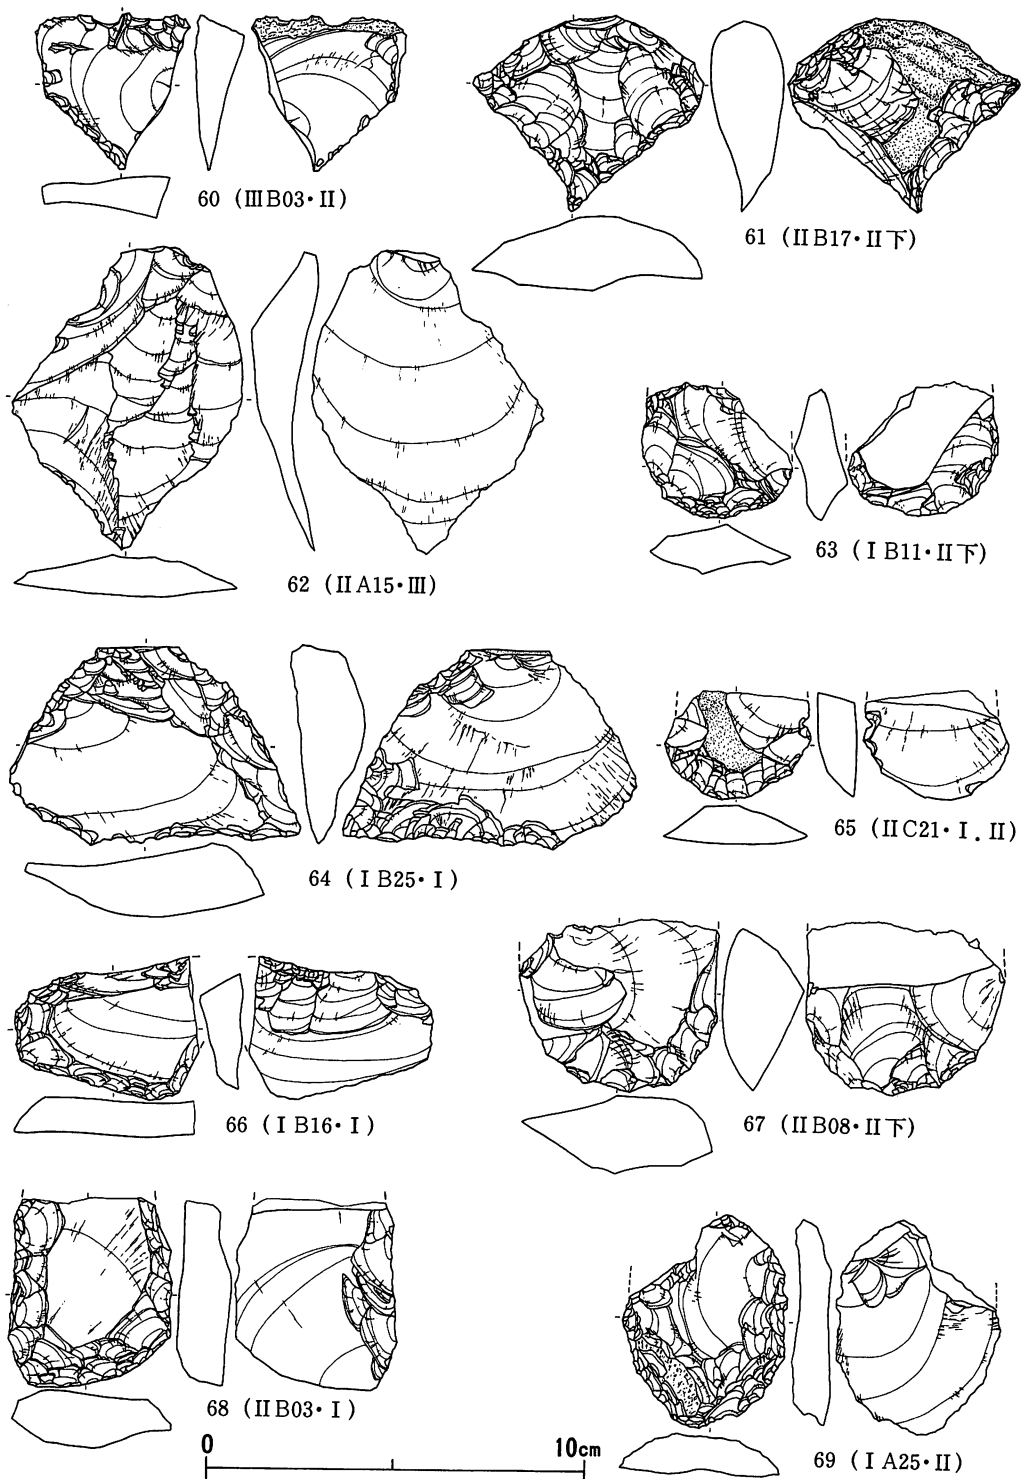 60 (ⅢB03・Ⅱ)
61 (ⅡB17・Ⅱ下)
62 (ⅡA15・Ⅲ)
63 (ⅠB11・Ⅱ下)
64 (ⅠB25・Ⅰ)
65 (ⅡC21・Ⅰ.Ⅱ)
66 (ⅠB16・Ⅰ)
67 (ⅡB08・Ⅱ下)
68 (ⅡB03・Ⅰ)
69 (ⅠA25・Ⅱ)
0 10cm